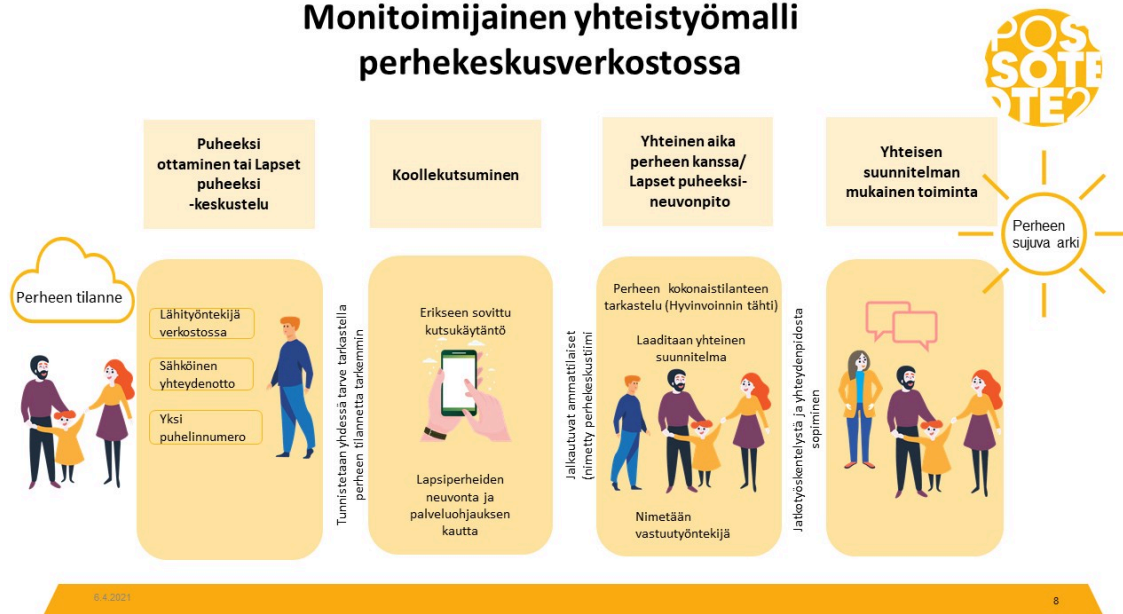 Monitoimijainen yhteistyömalli
perhekeskusverkostossa
POS
SOTE
OTE2
Puheeksi
ottaminen tai Lapset
puheeksi
-keskustelu
Koollekutsuminen
Yhteinen aika
perheen kanssa/
Lapset puheeksi-
neuvonpito
Yhteisen
suunnitelman
mukainen toiminta
Perheen
sujuva arki
Perheen tilanne
Lähityöntekijä
verkostossa
Sähköinen
yhteydenotto
Yksi
puhelinnumero
Tunnistetaan yhdessä tarve tarkastella
perheen tilannetta tarkemmin
Erikseen sovittu
kutsukäytäntö
Lapsiperheiden
neuvonta ja
palveluohjauksen
kautta
Jalkautuvat ammattilaiset
(nimetty perhekeskustiimi
Perheen kokonaistilanteen
tarkastelu (Hyvinvoinnin tähti)
Laaditaan yhteinen
suunnitelma
Nimetään
vastuutyöntekijä
Jatkotyöskentelystä ja yhteydenpidosta
sopiminen
6.4.2021
8